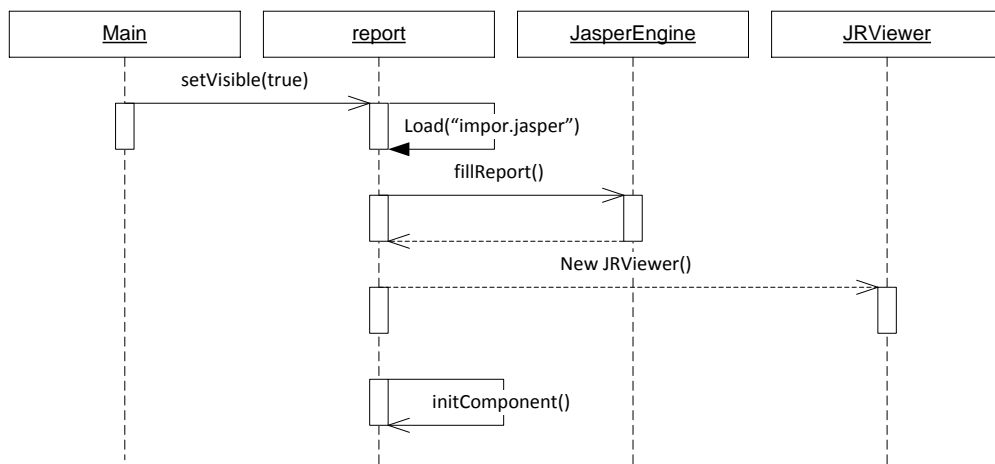 Main
report
JasperEngine
JRViewer
setVisible(true)
Load(“impor.jasper”)
fillReport()
New JRViewer()
initComponent()